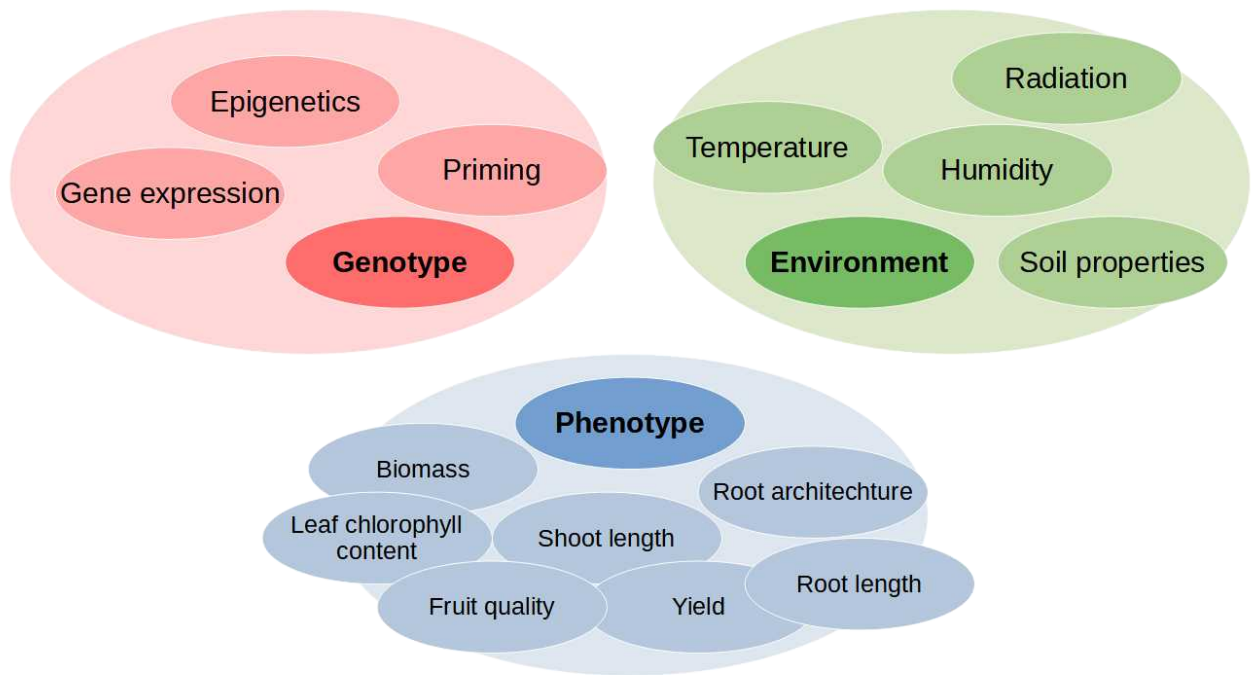 Epigenetics
Priming
Gene expression
Genotype
Radiation
Temperature
Humidity
Environment
Soil properties
Phenotype
Biomass
Root architechture
Leaf chlorophyll
content
Shoot length
Root length
Fruit quality
Yield